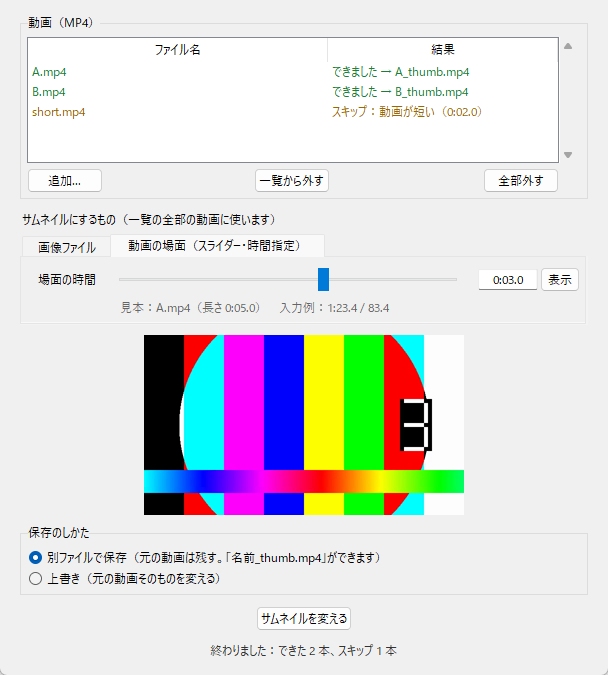 動画（MP4）
ファイル名 結果
A.mp4 できました → A_thumb.mp4
B.mp4 できました → B_thumb.mp4
short.mp4 スキップ：動画が短い（0:02.0）
追加... 一覧から外す 全部外す
サムネイルにするもの（一覧の全部の動画に使います）
画像ファイル 動画の場面（スライダー・時間指定）
場面の時間 0:03.0 表示
見本：A.mp4（長さ 0:05.0） 入力例：1:23.4 / 83.4
3
保存のしかた
別ファイルで保存（元の動画は残す。「名前_thumb.mp4」ができます）
上書き（元の動画そのものを変える）
サムネイルを変える
終わりました：できた 2 本、スキップ 1 本